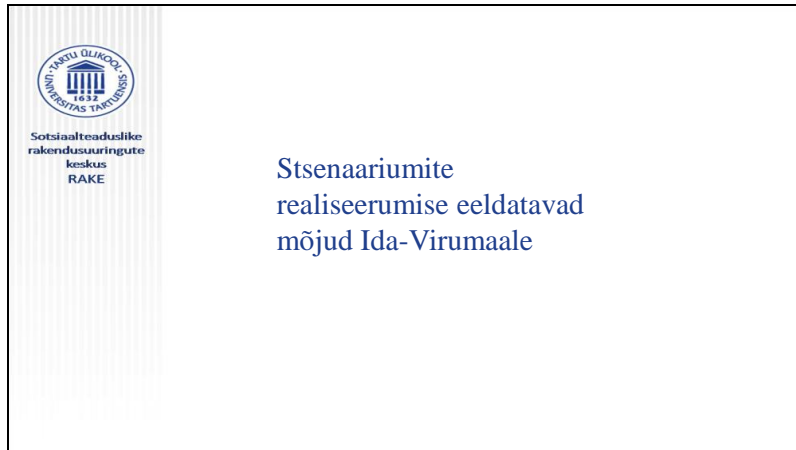 TARTU ÜLIKOOL
UNIVERSITAS TARTUENSIS
1632
Sotsiaalteaduslike
rakendusuuringute
keskus
RAKE
Stsenaariumite
realiseerumise eeldatavad
mõjud Ida-Virumaale